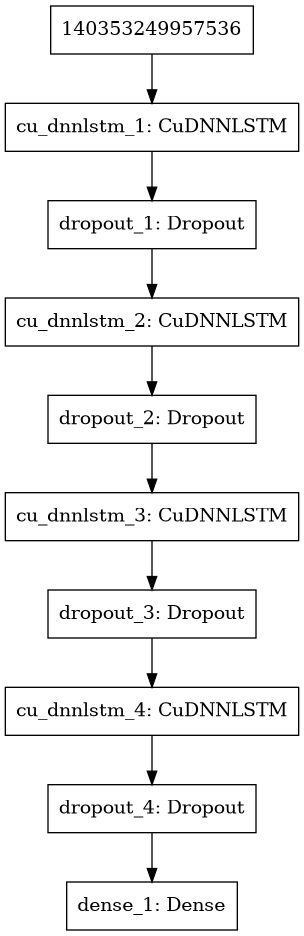 140353249957536
cu_dnnlstm_1: CuDNNLSTM
dropout_1: Dropout
cu_dnnlstm_2: CuDNNLSTM
dropout_2: Dropout
cu_dnnlstm_3: CuDNNLSTM
dropout_3: Dropout
cu_dnnlstm_4: CuDNNLSTM
dropout_4: Dropout
dense_1: Dense